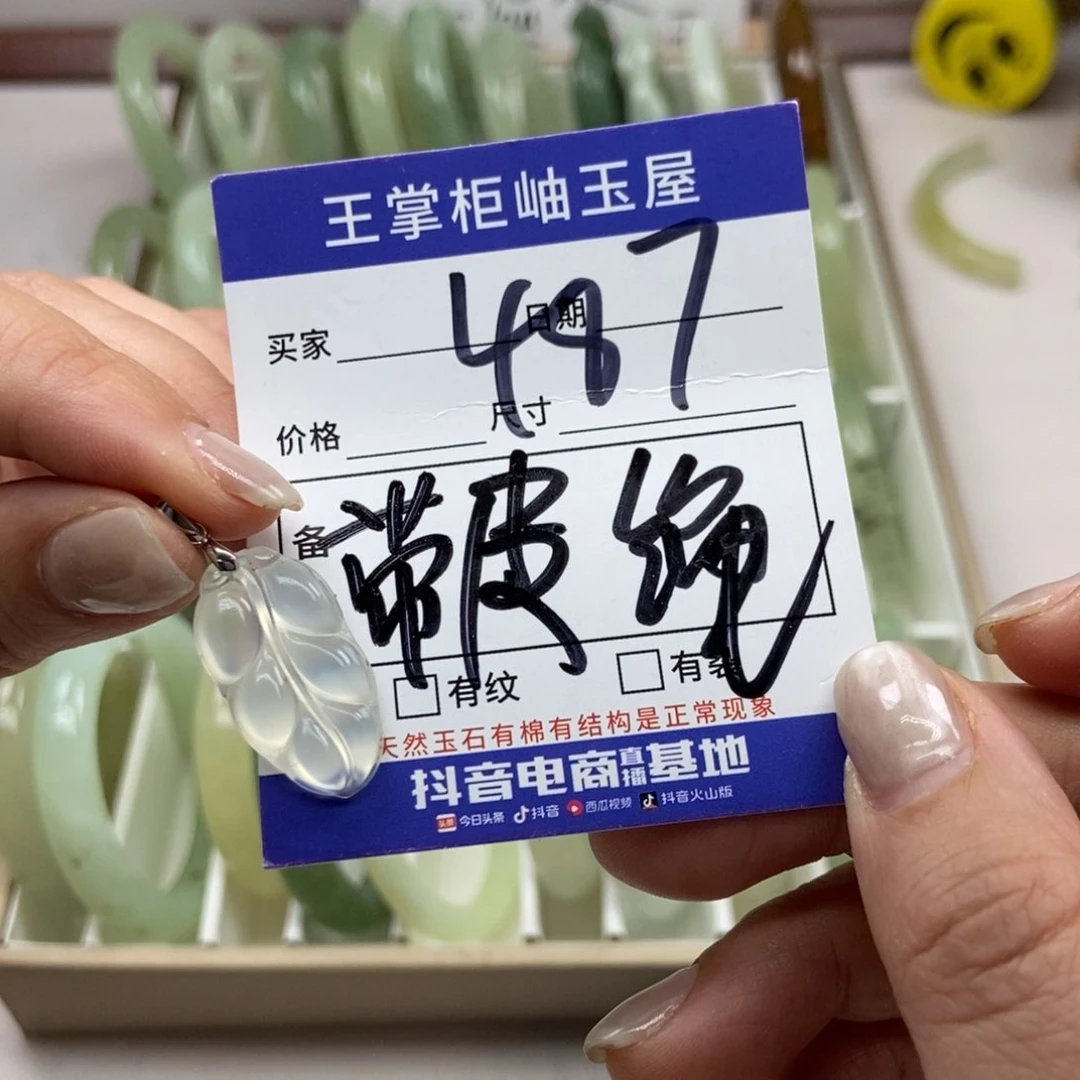 王掌柜岫玉屋
买家 日期
487
价格 尺寸
备
带皮绳
有纹 有裂
天然玉石有棉有结构是正常现象
抖音电商直播基地
头条 今日头条 抖音 西瓜视频 抖音火山版